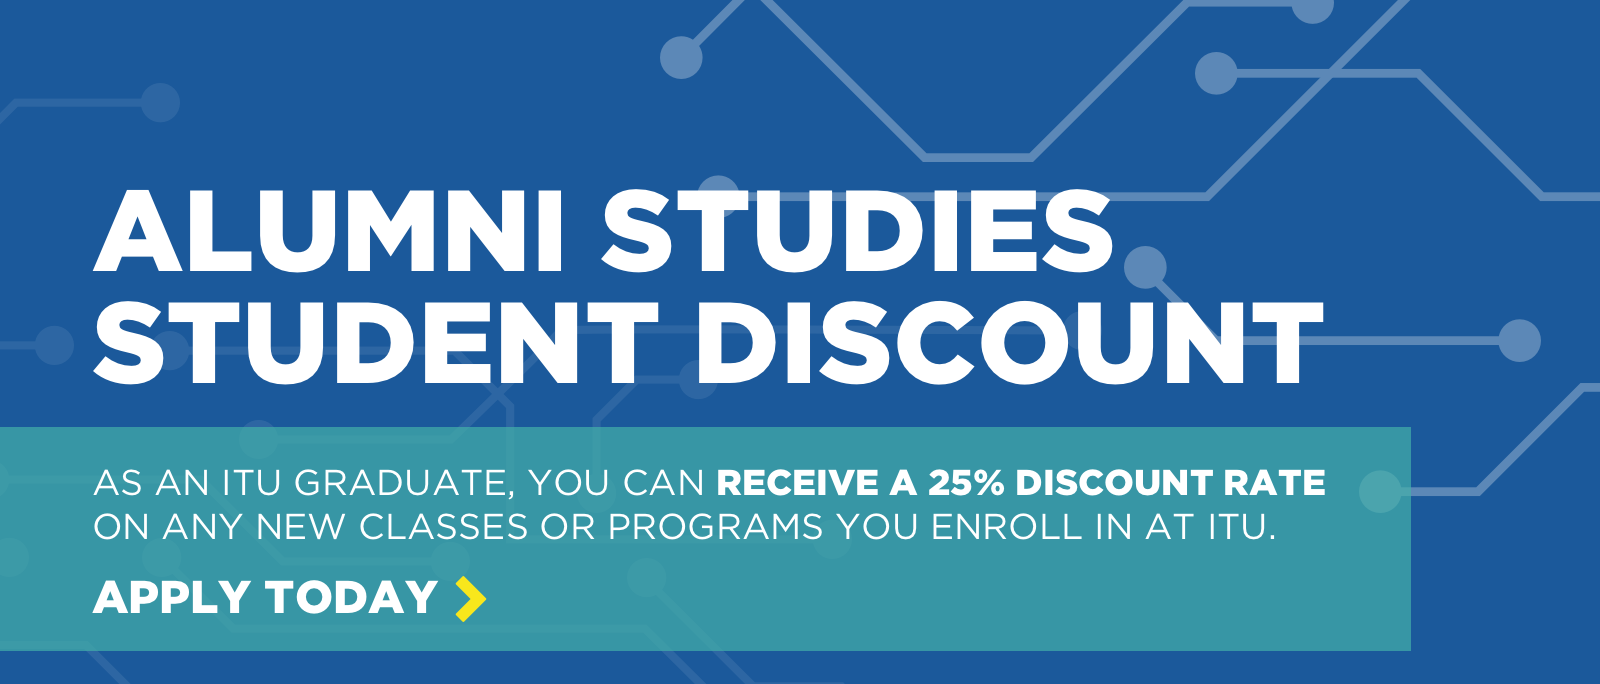 ALUMNI STUDIES
STUDENT DISCOUNT
AS AN ITU GRADUATE, YOU CAN RECEIVE A 25% DISCOUNT RATE
ON ANY NEW CLASSES OR PROGRAMS YOU ENROLL IN AT ITU.
APPLY TODAY